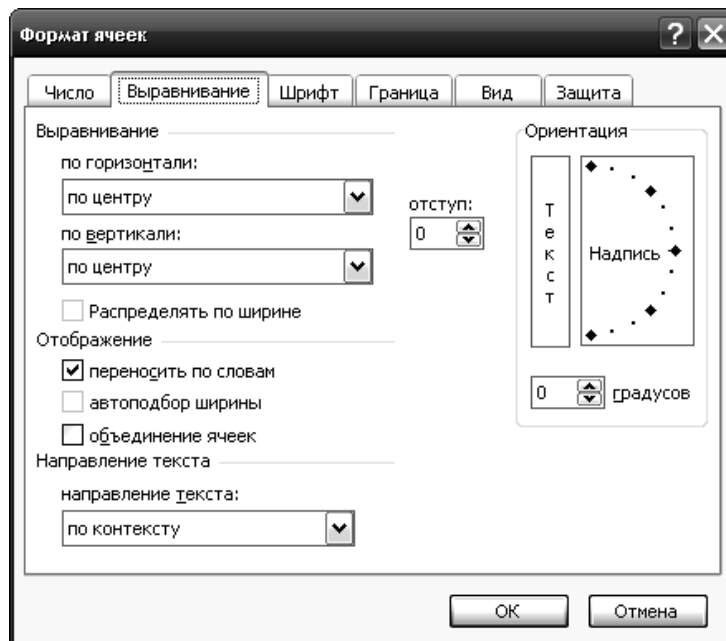 Формат ячеек
Число Выравнивание Шрифт Граница Вид Защита
Выравнивание
по горизонтали:
по центру
отступ:
0
по вертикали:
по центру
Распределять по ширине
Отображение
переносить по словам
автоподбор ширины
объединение ячеек
Направление текста
направление текста:
по контексту
Ориентация
Текст
Надпись
0 градусов
ОК Отмена